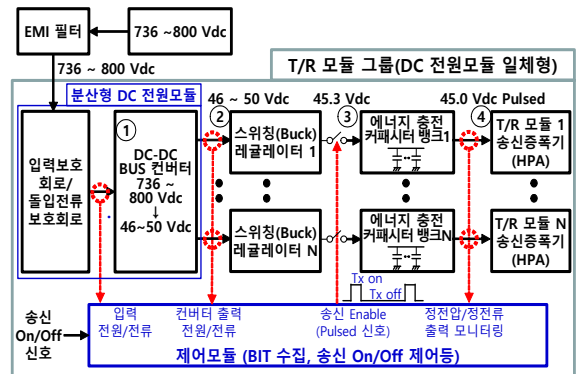 EMI 필터
736 ~800 Vdc
736 ~ 800 Vdc
T/R 모듈 그룹(DC 전원모듈 일체형)
분산형 DC 전원모듈
46 ~ 50 Vdc
45.3 Vdc
45.0 Vdc Pulsed
입력보호
회로/
돌입전류
보호회로
①
DC-DC
BUS 컨버터
736 ~
800 Vdc
↓
46~50 Vdc
②
스위칭(Buck)
레귤레이터 1
③
에너지 충전
커패시터 뱅크1
④
T/R 모듈 1
송신증폭기
(HPA)
스위칭(Buck)
레귤레이터 N
에너지 충전
커패시터 뱅크N
T/R 모듈 N
송신증폭기
(HPA)
Tx on
Tx off
송신
On/Off
신호
입력
전원/전류
컨버터 출력
전원/전류
송신 Enable
(Pulsed 신호)
정전압/정전류
출력 모니터링
제어모듈 (BIT 수집, 송신 On/Off 제어등)